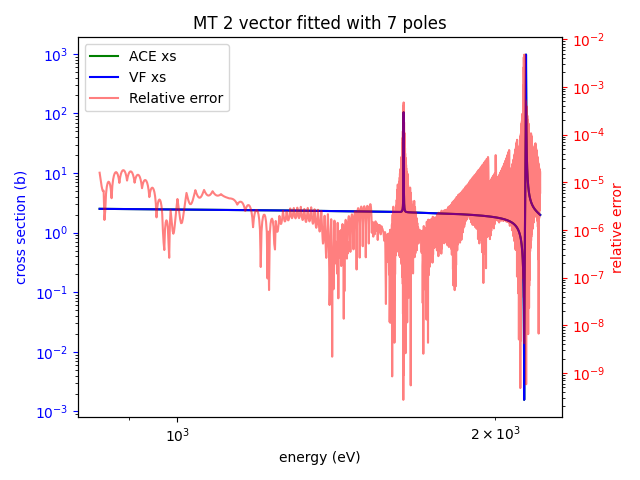 MT 2 vector fitted with 7 poles
ACE xs
VF xs
Relative error
cross section (b)
10³
10²
10¹
10⁰
10⁻¹
10⁻²
10⁻³
10⁻²
10⁻³
10⁻⁴
10⁻⁵
10⁻⁶
10⁻⁷
10⁻⁸
10⁻⁹
relative error
10³
2 × 10³
energy (eV)